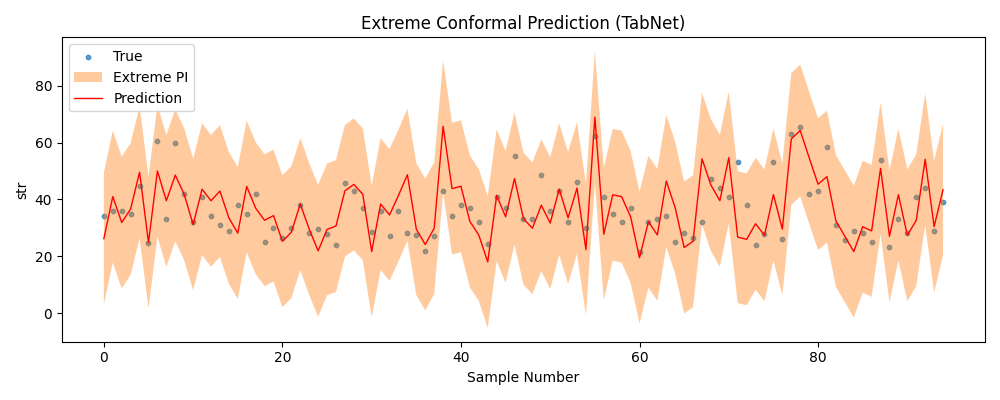 Extreme Conformal Prediction (TabNet)
True
Extreme PI
Prediction
str
80
60
40
20
0
0 20 40 60 80
Sample Number